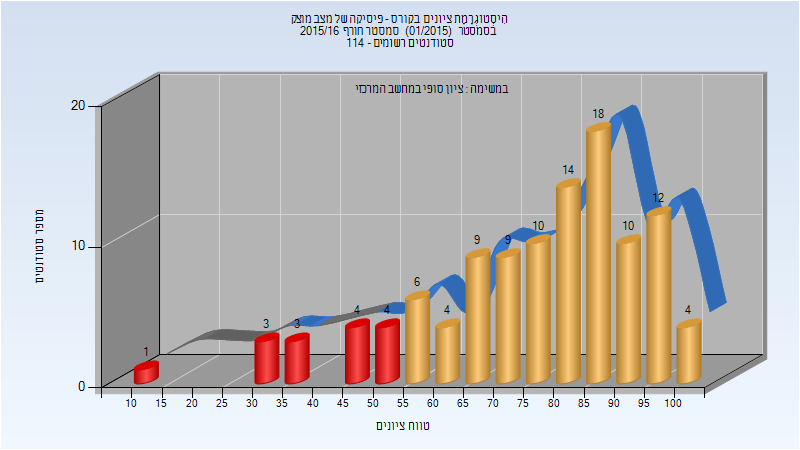 היסטוגרמת ציונים בקורס - פיסיקה של מצב מוצק
בסמסטר (01/2015) סמסטר חורף 2015/16
סטודנטים רשומים - 114
במשימה : ציון סופי במחשב המרכזי
20
10
0
מספר סטודנטים
1
3
3
4
4
6
4
9
9
10
14
18
10
12
4
10 15 20 25 30 35 40 45 50 55 60 65 70 75 80 85 90 95 100
טווח ציונים